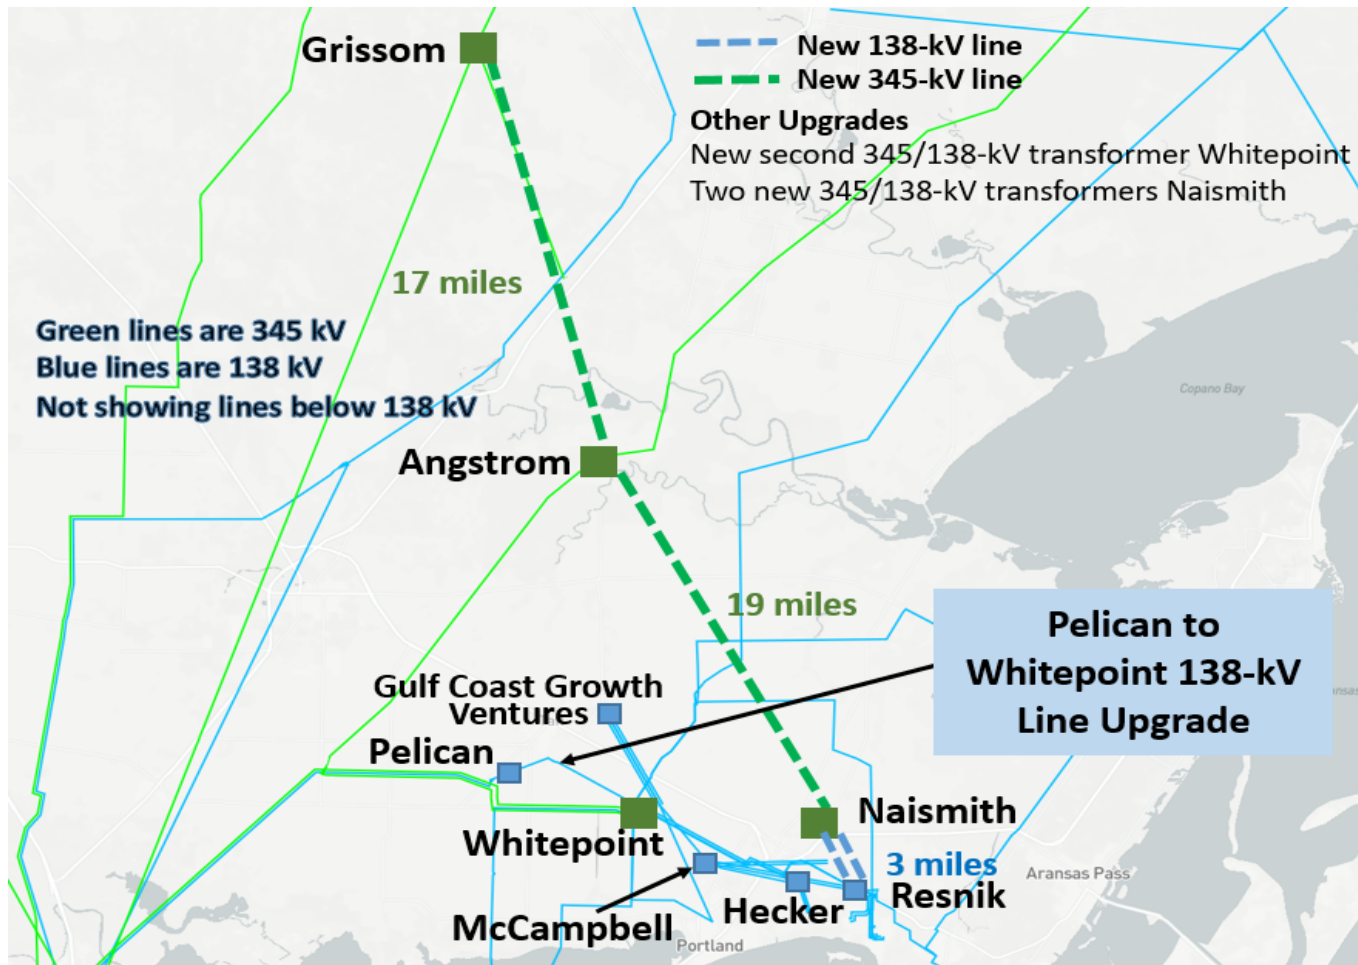 Grissom
New 138-kV line
New 345-kV line
Other Upgrades
New second 345/138-kV transformer Whitepoint
Two new 345/138-kV transformers Naismith
17 miles
Green lines are 345 kV
Blue lines are 138 kV
Not showing lines below 138 kV
Copano Bay
Angstrom
19 miles
Pelican to
Whitepoint 138-kV
Line Upgrade
Gulf Coast Growth
Ventures
Pelican
Whitepoint
Naismith
3 miles
Resnik
Aransas Pass
Hecker
McCampbell
Portland